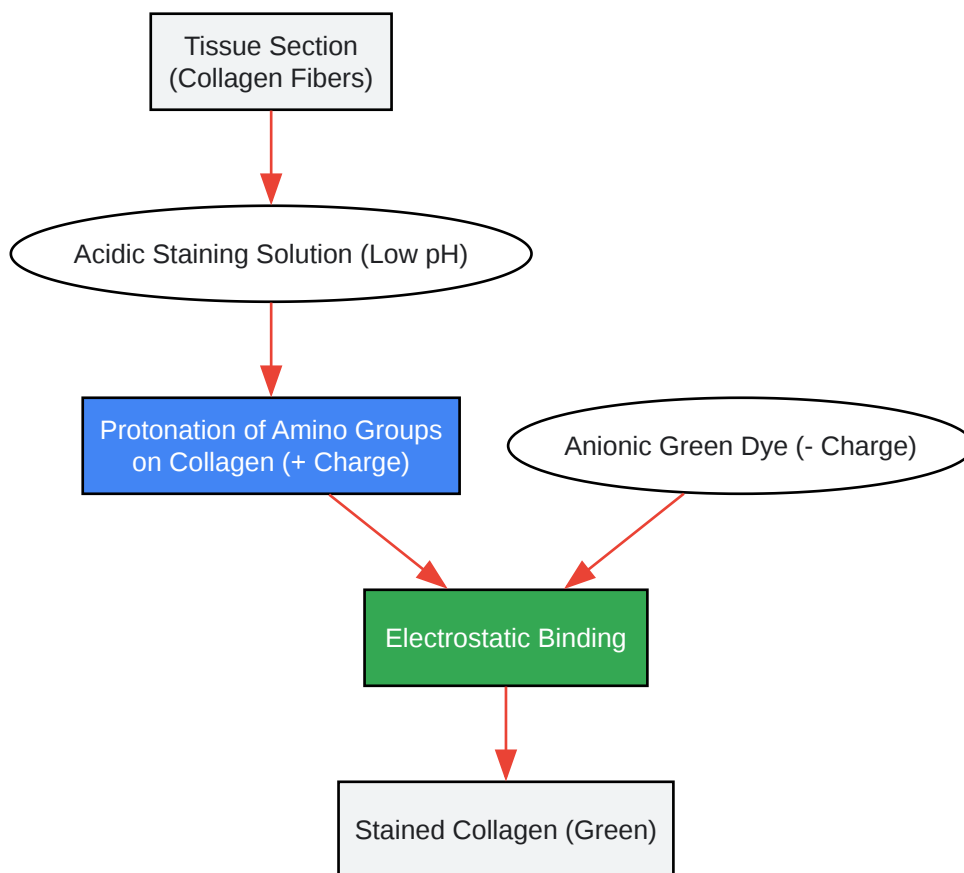 Tissue Section
(Collagen Fibers)
Acidic Staining Solution (Low pH)
Protonation of Amino Groups
on Collagen (+ Charge)
Anionic Green Dye (- Charge)
Electrostatic Binding
Stained Collagen (Green)